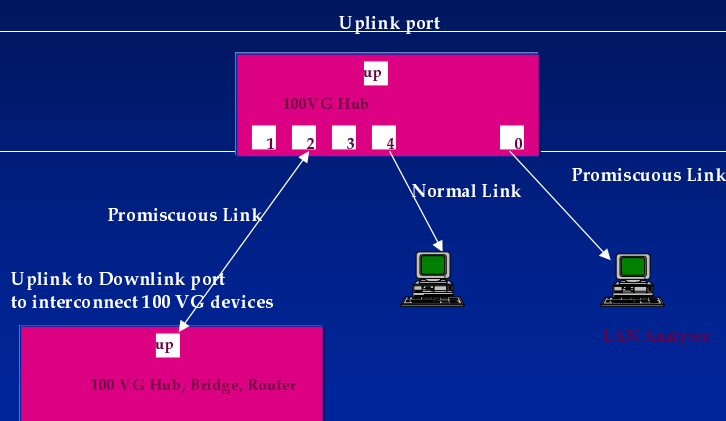 Uplink port
up
100VG Hub
1 2 3 4 0
Promiscuous Link
Normal Link
Promiscuous Link
Uplink to Downlink port
to interconnect 100 VG devices
LAN Analyser
up
100 VG Hub, Bridge, Router